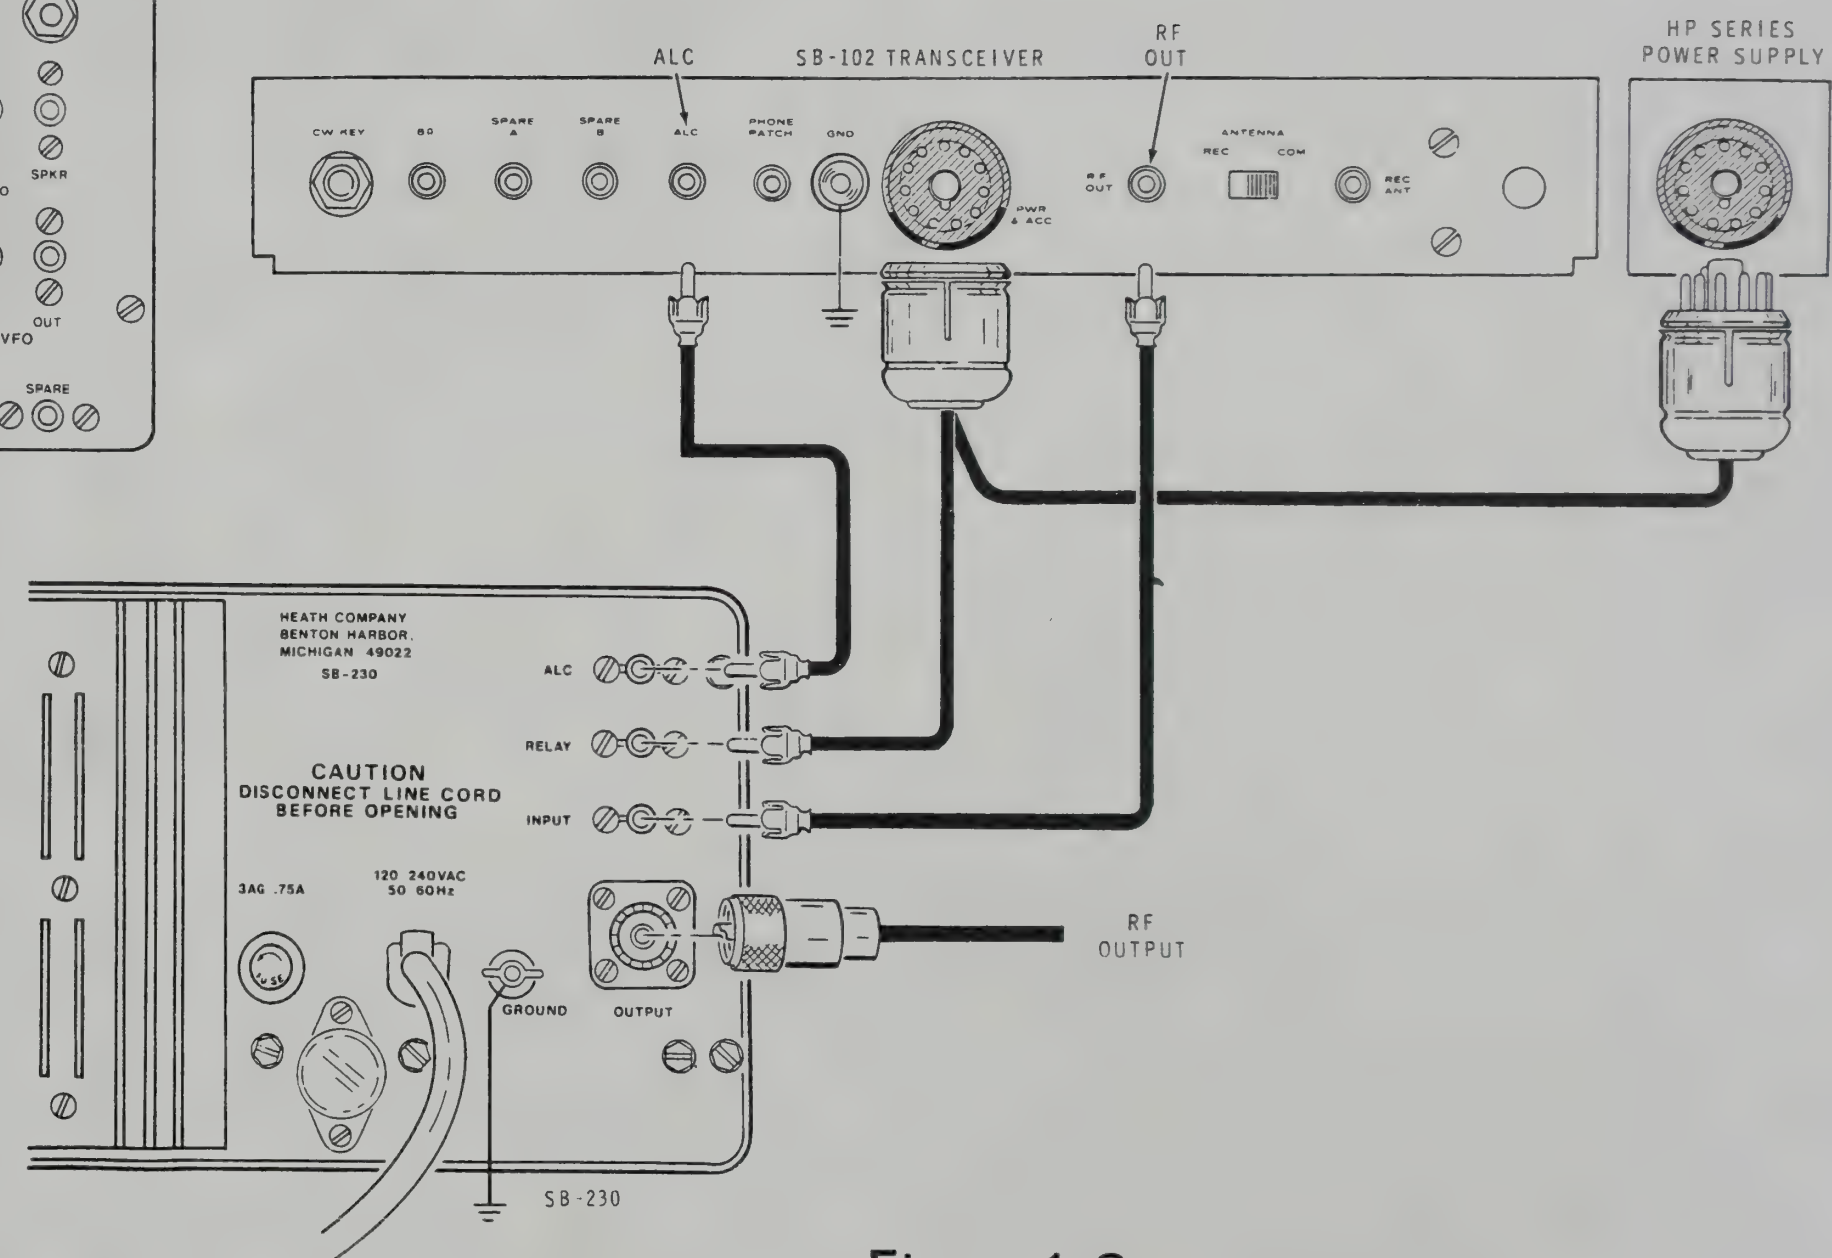 SPKR
OUT
VFO
SPARE
ALC
SB-102 TRANSCEIVER
RF
OUT
HP SERIES
POWER SUPPLY
CW KEY
8Ω
SPARE
A
SPARE
B
ALC
PHONE
PATCH
GND
PWR
& ACC
RF
OUT
ANTENNA
REC COM
REC
ANT
HEATH COMPANY
BENTON HARBOR,
MICHIGAN 49022
SB-230
ALC
RELAY
INPUT
CAUTION
DISCONNECT LINE CORD
BEFORE OPENING
3AG .75A
120 240VAC
50 60Hz
FUSE
GROUND
OUTPUT
RF
OUTPUT
SB-230